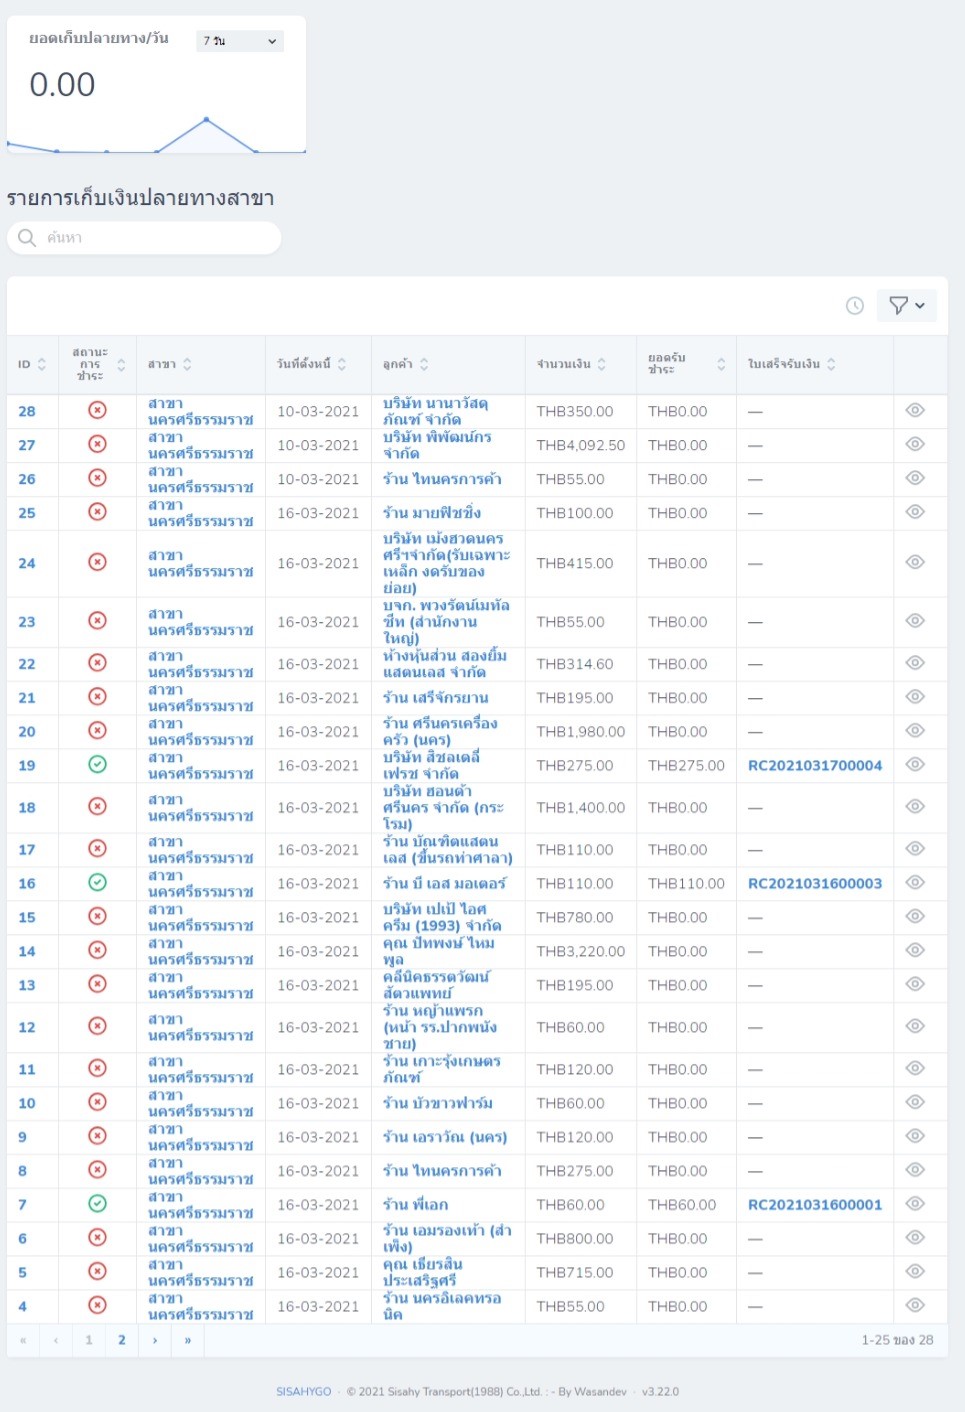 ยอดเก็บปลายทาง/วัน
7 วัน
0.00
รายการเก็บเงินปลายทางสาขา
ค้นหา
ID สถานะการชำระ สาขา วันที่ตั้งหนี้ ลูกค้า จำนวนเงิน ยอดรับชำระ ใบเสร็จรับเงิน
28 สาขานครศรีธรรมราช 10-03-2021 บริษัท นานาวัสดุภัณฑ์ จำกัด THB350.00 THB0.00 —
27 สาขานครศรีธรรมราช 10-03-2021 บริษัท พิพัฒน์กร จำกัด THB4,092.50 THB0.00 —
26 สาขานครศรีธรรมราช 10-03-2021 ร้าน ไทนครการค้า THB55.00 THB0.00 —
25 สาขานครศรีธรรมราช 16-03-2021 ร้าน มายฟิชชิ่ง THB100.00 THB0.00 —
24 สาขานครศรีธรรมราช 16-03-2021 บริษัท เม้งฮวดนครศรีฯจำกัด(รับเฉพาะเหล็ก งดรับของย่อย) THB415.00 THB0.00 —
23 สาขานครศรีธรรมราช 16-03-2021 บจก. พวงรัตน์เมทัลชีท (สำนักงานใหญ่) THB55.00 THB0.00 —
22 สาขานครศรีธรรมราช 16-03-2021 ห้างหุ้นส่วน สองยิ้มแสตนเลส จำกัด THB314.60 THB0.00 —
21 สาขานครศรีธรรมราช 16-03-2021 ร้าน เสรีจักรยาน THB195.00 THB0.00 —
20 สาขานครศรีธรรมราช 16-03-2021 ร้าน ศรีนครเครื่องครัว (นคร) THB1,980.00 THB0.00 —
19 สาขานครศรีธรรมราช 16-03-2021 บริษัท สิชลเดลี่เฟรช จำกัด THB275.00 THB275.00 RC2021031700004
18 สาขานครศรีธรรมราช 16-03-2021 บริษัท ฮอนด้าศรีนคร จำกัด (กระโรม) THB1,400.00 THB0.00 —
17 สาขานครศรีธรรมราช 16-03-2021 ร้าน บัณฑิตแสตนเลส (ขึ้นรถท่าศาลา) THB110.00 THB0.00 —
16 สาขานครศรีธรรมราช 16-03-2021 ร้าน บี เอส มอเตอร์ THB110.00 THB110.00 RC2021031600003
15 สาขานครศรีธรรมราช 16-03-2021 บริษัท เปเป้ ไอศครีม (1993) จำกัด THB780.00 THB0.00 —
14 สาขานครศรีธรรมราช 16-03-2021 คุณ ปัทพงษ์ ไหมพูล THB3,220.00 THB0.00 —
13 สาขานครศรีธรรมราช 16-03-2021 คลีนิคธรรดวัฒน์สัตวแพทย์ THB195.00 THB0.00 —
12 สาขานครศรีธรรมราช 16-03-2021 ร้าน หญ้าแพรก (หน้า รร.ปากพนังชาย) THB60.00 THB0.00 —
11 สาขานครศรีธรรมราช 16-03-2021 ร้าน เกาะรุ้งเกษตรภัณฑ์ THB120.00 THB0.00 —
10 สาขานครศรีธรรมราช 16-03-2021 ร้าน บัวขาวฟาร์ม THB60.00 THB0.00 —
9 สาขานครศรีธรรมราช 16-03-2021 ร้าน เอราวัณ (นคร) THB120.00 THB0.00 —
8 สาขานครศรีธรรมราช 16-03-2021 ร้าน ไทนครการค้า THB275.00 THB0.00 —
7 สาขานครศรีธรรมราช 16-03-2021 ร้าน พี่เอก THB60.00 THB60.00 RC2021031600001
6 สาขานครศรีธรรมราช 16-03-2021 ร้าน เอมรองเท้า (สำเพ็ง) THB800.00 THB0.00 —
5 สาขานครศรีธรรมราช 16-03-2021 คุณ เธียรสิน ประเสริฐศรี THB715.00 THB0.00 —
4 สาขานครศรีธรรมราช 16-03-2021 ร้าน นครอิเลคทรอนิค THB55.00 THB0.00 —
« ‹ 1 2 › » 1-25 ของ 28
SISAHYGO · © 2021 Sisahy Transport(1988) Co.,Ltd. : - By Wasandev · v3.22.0